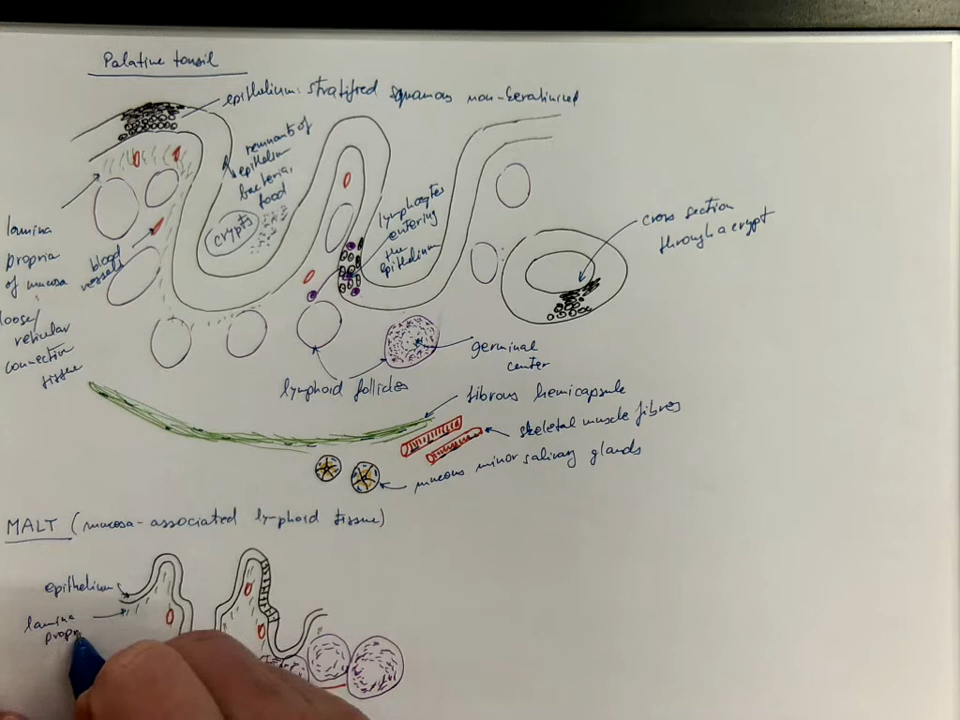 Palatine tonsil
epithelium: stratified squamous non-keratinized
remnants of
epithelium
bacteria,
food
crypts
lymphocytes
entering
the
epithelium
cross section
through a crypt
lamina
propria
of mucosa
loose/
reticular
connective
tissue
blood
vessels
germinal
center
lymphoid follicles
fibrous hemicapsule
skeletal muscle fibres
mucous minor salivary glands
MALT (mucosa-associated lymphoid tissue)
epithelium
lamina
prop